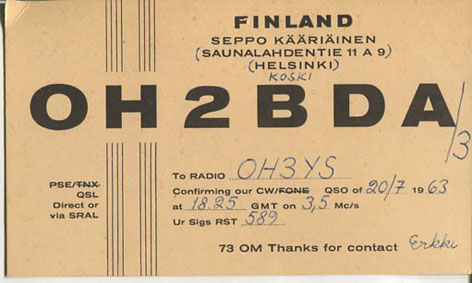 FINLAND
SEPPO KÄÄRIÄINEN
(SAUNALAHDENTIE 11 A 9)
(HELSINKI)
KOSKI
OH2BDA/3
To RADIO OH3YS
PSE/TNX
QSL
Direct or
via SRAL
Confirming our CW/FONE QSO of 20/7 1963
at 18.25 GMT on 3,5 Mc/s
Ur Sigs RST 589
73 OM Thanks for contact Erkki